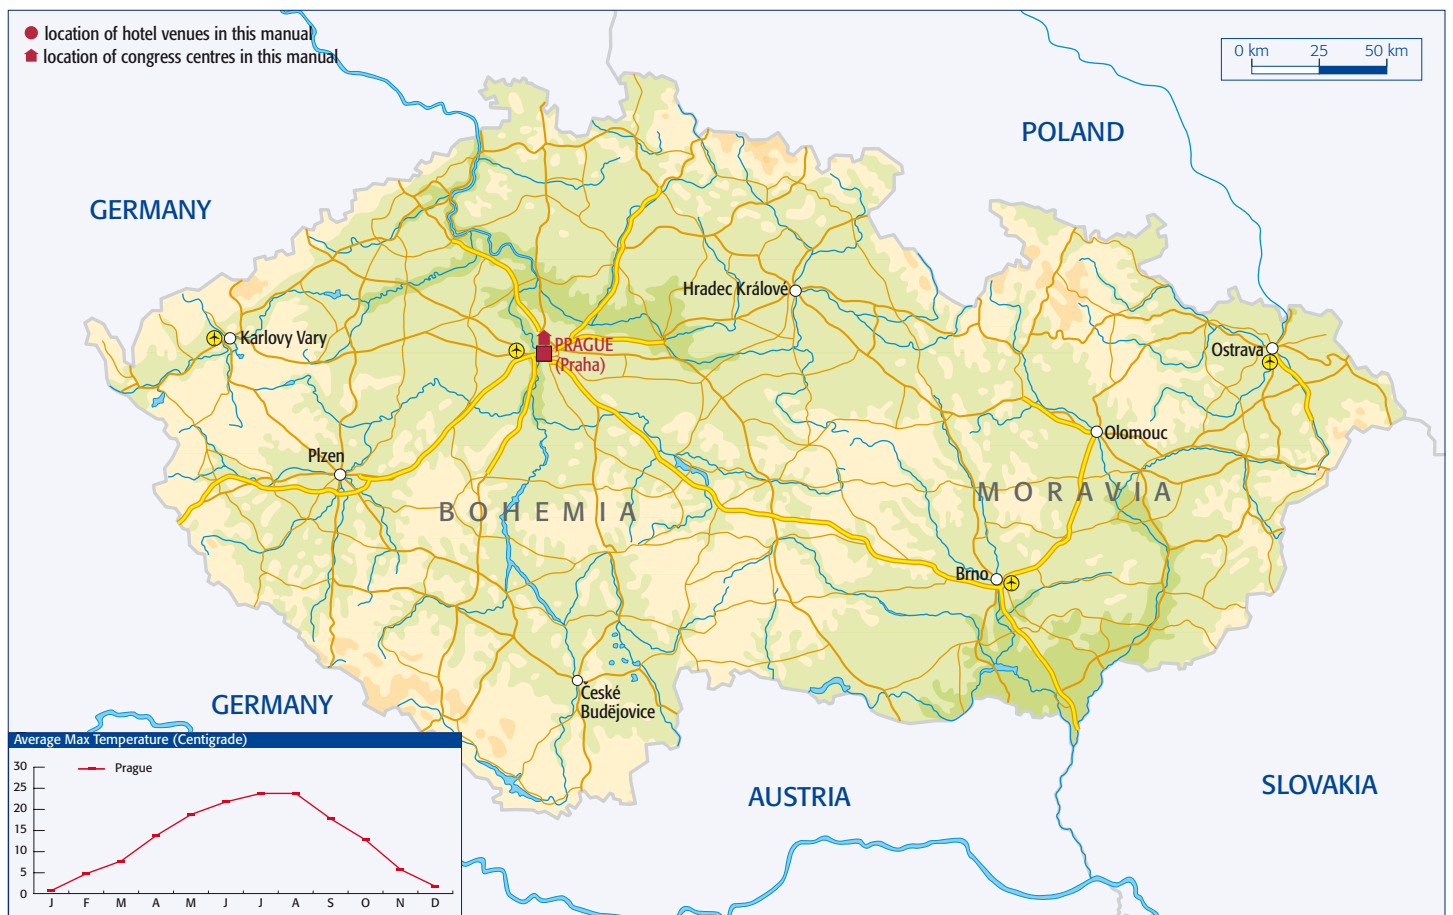 location of hotel venues in this manual
location of congress centres in this manual
0 km 25 50 km
POLAND
GERMANY
Hradec Králové
Karlovy Vary
PRAGUE
(Praha)
Ostrava
Olomouc
Plzen
BOHEMIA
MORAVIA
Brno
České
Budějovice
GERMANY
AUSTRIA
SLOVAKIA
Average Max Temperature (Centigrade)
Prague
30
25
20
15
10
5
0
J F M A M J J A S O N D